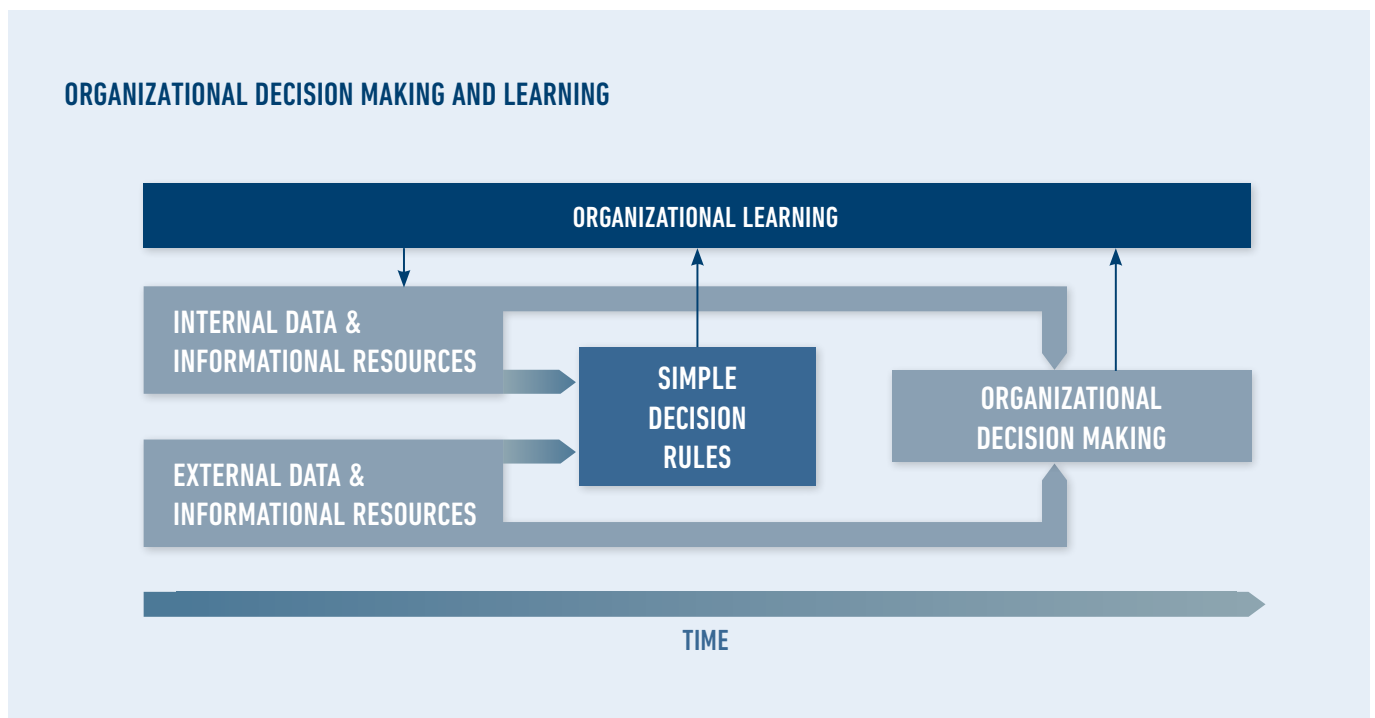 ORGANIZATIONAL DECISION MAKING AND LEARNING
ORGANIZATIONAL LEARNING
INTERNAL DATA &
INFORMATIONAL RESOURCES
SIMPLE
DECISION
RULES
ORGANIZATIONAL
DECISION MAKING
EXTERNAL DATA &
INFORMATIONAL RESOURCES
TIME